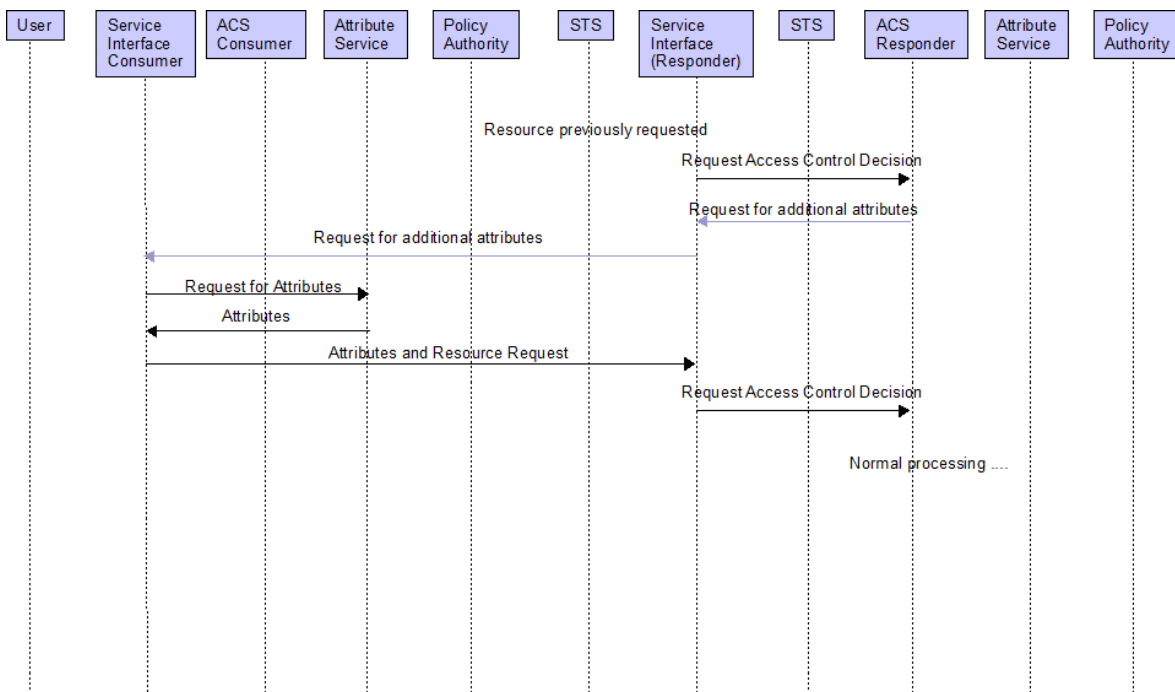 User
Service
Interface
Consumer
ACS
Consumer
Attribute
Service
Policy
Authority
STS
Service
Interface
(Responder)
STS
ACS
Responder
Attribute
Service
Policy
Authority
Resource previously requested
Request Access Control Decision
Request for additional attributes
Request for additional attributes
Request for Attributes
Attributes
Attributes and Resource Request
Request Access Control Decision
Normal processing ....